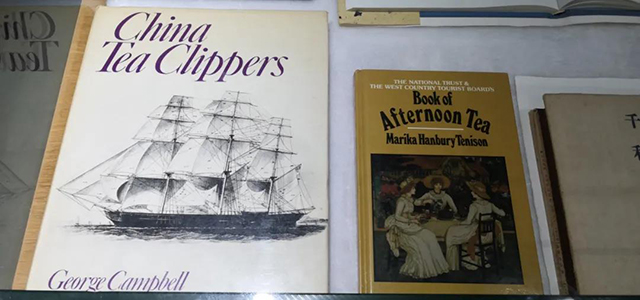 China
Tea Clippers
George Campbell
THE NATIONAL TRUST &
THE WEST COUNTRY TOURIST BOARD'S
Book of
Afternoon Tea
Marika Hanbury Tenison
千